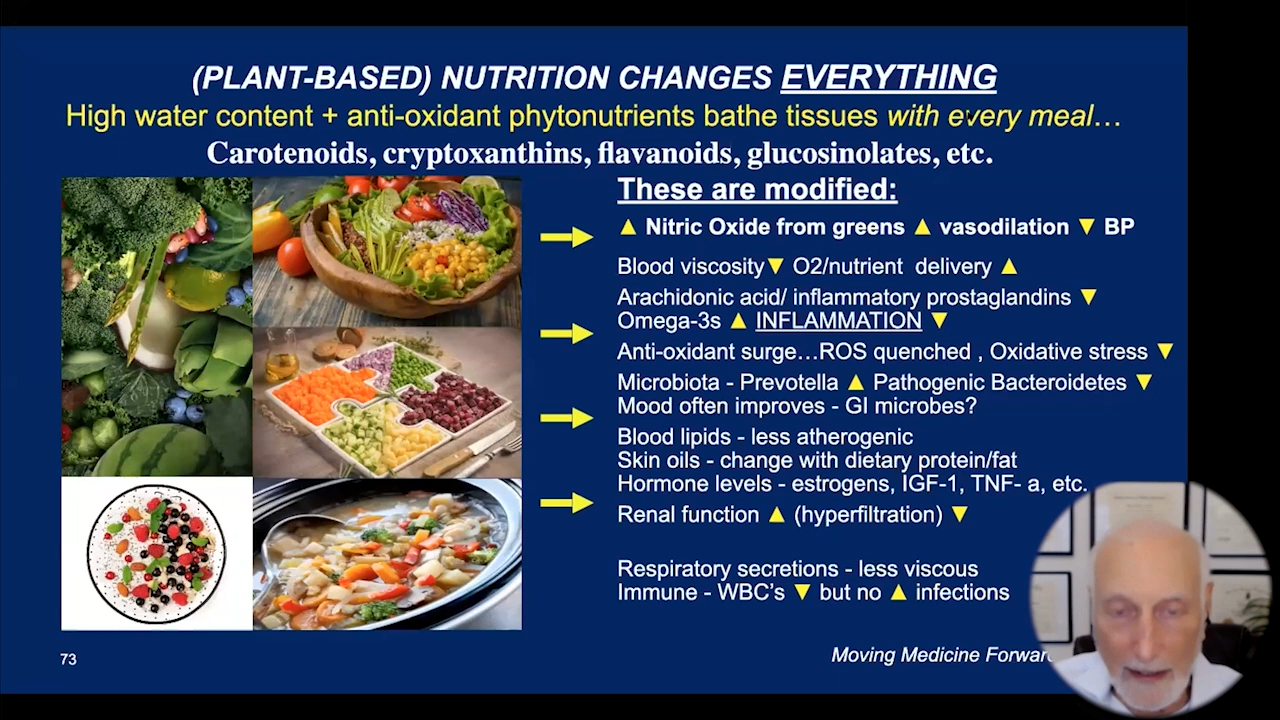 (PLANT-BASED) NUTRITION CHANGES EVERYTHING
High water content + anti-oxidant phytonutrients bathe tissues with every meal…
Carotenoids, cryptoxanthins, flavanoids, glucosinolates, etc.
These are modified:
▲ Nitric Oxide from greens ▲ vasodilation ▼ BP
Blood viscosity▼ O2/nutrient delivery ▲
Arachidonic acid/ inflammatory prostaglandins ▼
Omega-3s ▲ INFLAMMATION ▼
Anti-oxidant surge…ROS quenched , Oxidative stress ▼
Microbiota - Prevotella ▲ Pathogenic Bacteroidetes ▼
Mood often improves - GI microbes?
Blood lipids - less atherogenic
Skin oils - change with dietary protein/fat
Hormone levels - estrogens, IGF-1, TNF- a, etc.
Renal function ▲ (hyperfiltration) ▼
Respiratory secretions - less viscous
Immune - WBC's ▼ but no ▲ infections
73
Moving Medicine Forward